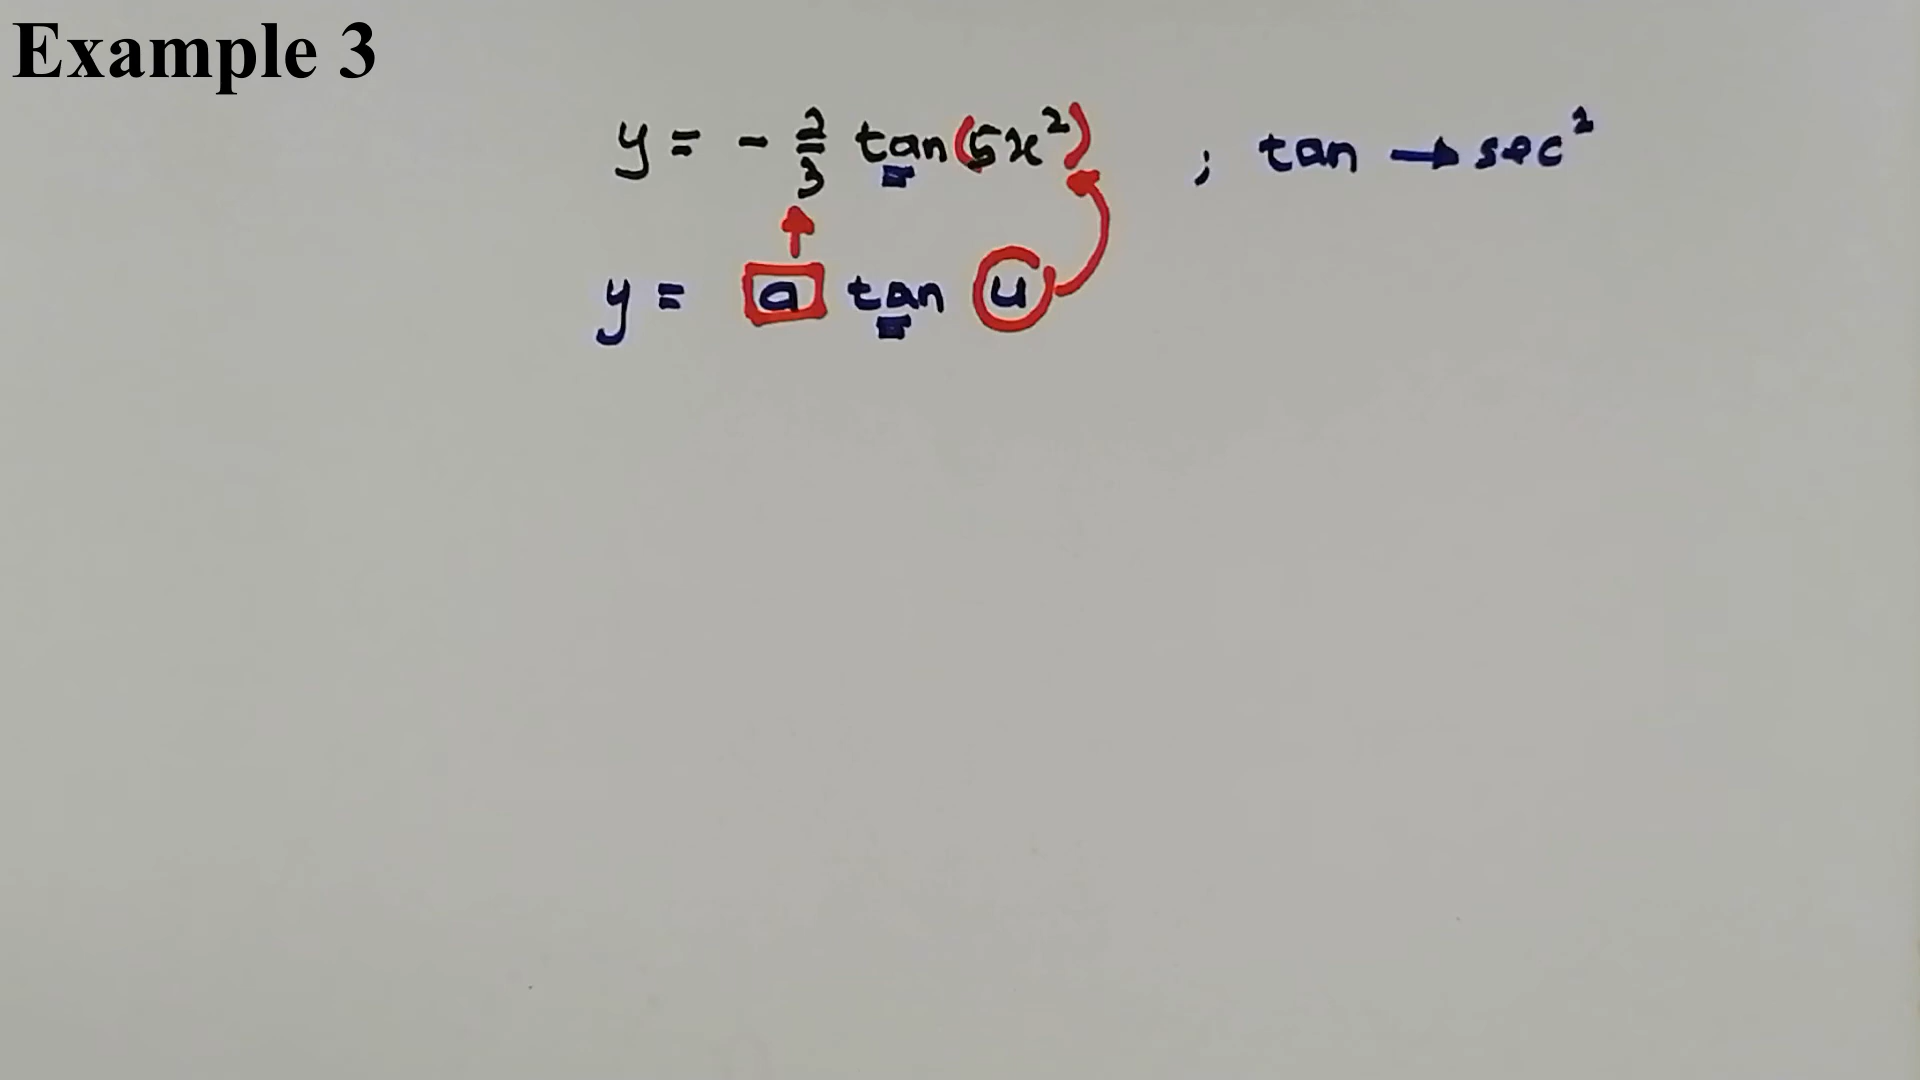 Example 3
y = - 2/3 tan(5x²) ; tan → sec²
y = a tan u